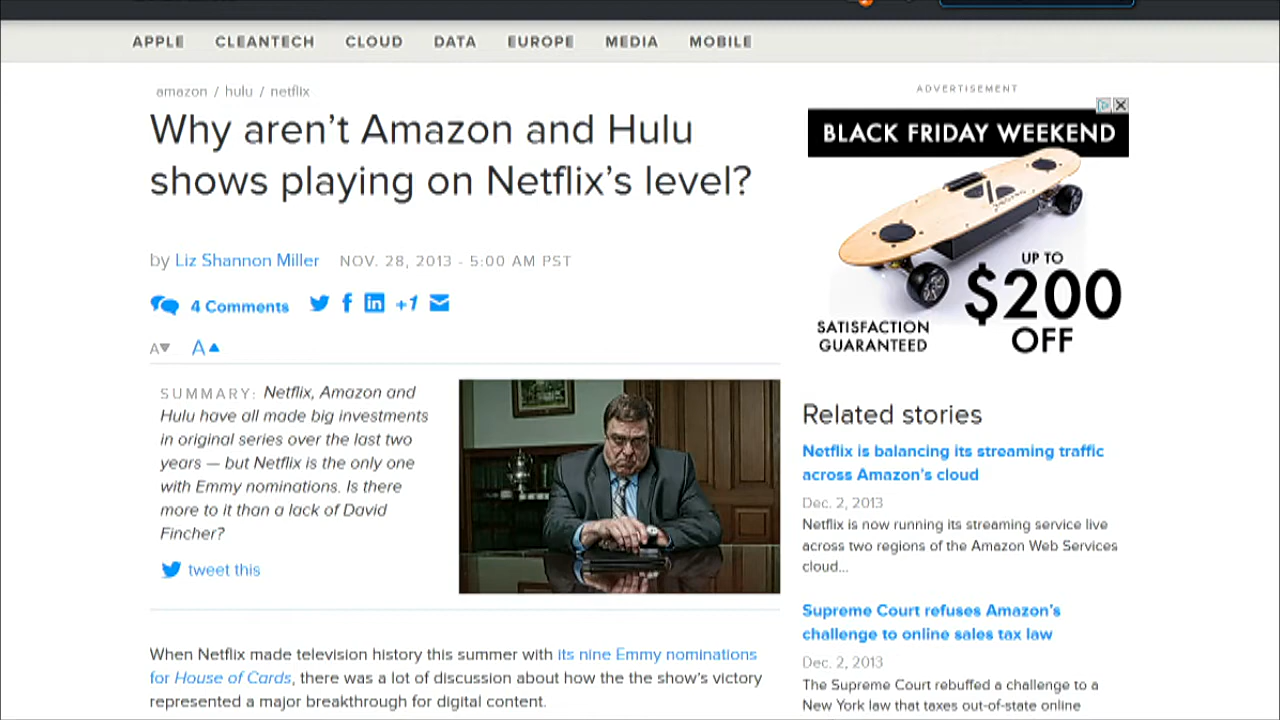 APPLE CLEANTECH CLOUD DATA EUROPE MEDIA MOBILE
amazon / hulu / netflix
Why aren't Amazon and Hulu
shows playing on Netflix's level?
by Liz Shannon Miller NOV. 28, 2013 - 5:00 AM PST
4 Comments +1
A▼ A▲
SUMMARY: Netflix, Amazon and
Hulu have all made big investments
in original series over the last two
years — but Netflix is the only one
with Emmy nominations. Is there
more to it than a lack of David
Fincher?
tweet this
When Netflix made television history this summer with its nine Emmy nominations
for House of Cards, there was a lot of discussion about how the the show's victory
represented a major breakthrough for digital content.
ADVERTISEMENT
BLACK FRIDAY WEEKEND
UP TO
$200
OFF
SATISFACTION
GUARANTEED
Related stories
Netflix is balancing its streaming traffic
across Amazon's cloud
Dec. 2, 2013
Netflix is now running its streaming service live
across two regions of the Amazon Web Services
cloud...
Supreme Court refuses Amazon's
challenge to online sales tax law
Dec. 2, 2013
The Supreme Court rebuffed a challenge to a
New York law that taxes out-of-state online